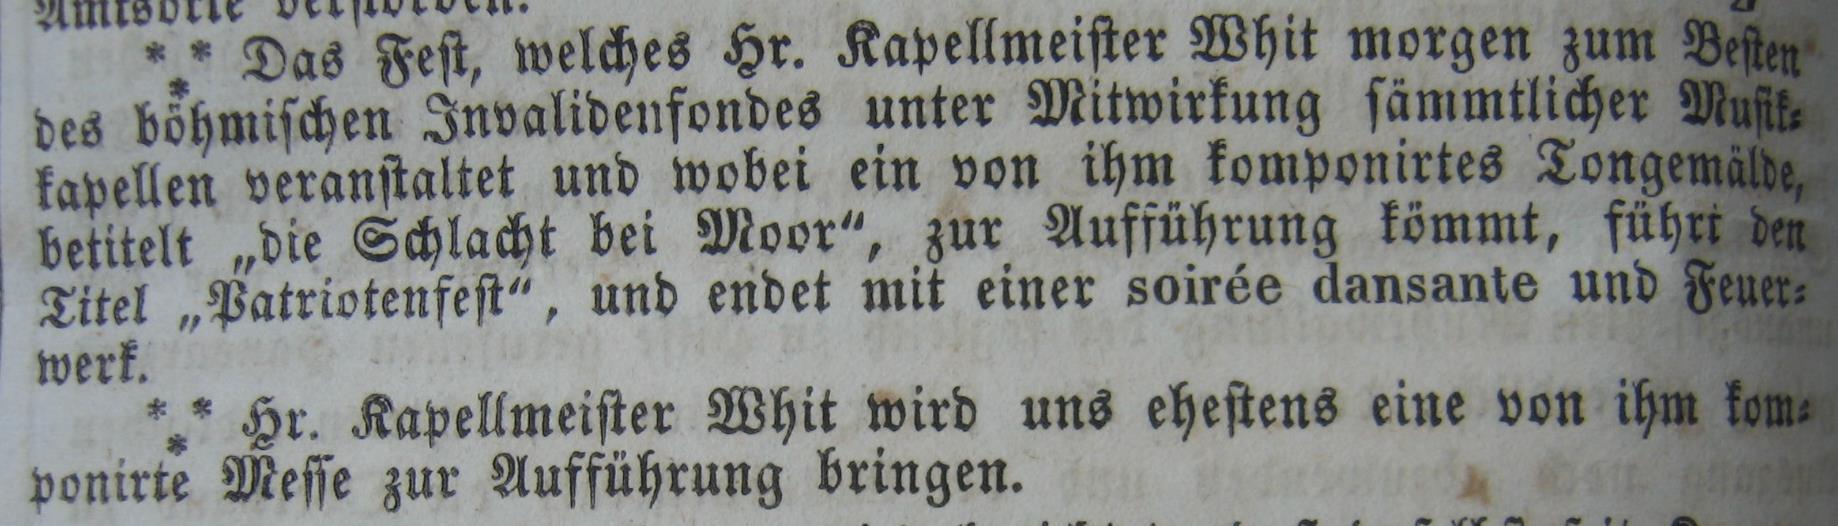 Amtsorte verstorben.
*** Das Fest, welches Hr. Kapellmeister Whit morgen zum Besten
des böhmischen Invalidenfondes unter Mitwirkung sämmtlicher Musik-
kapellen veranstaltet und wobei ein von ihm komponirtes Tongemälde,
betitelt „die Schlacht bei Moor“, zur Aufführung kömmt, führt den
Titel „Patriotenfest“, und endet mit einer soirée dansante und Feuer-
werk.
*** Hr. Kapellmeister Whit wird uns ehestens eine von ihm kom-
ponirte Messe zur Aufführung bringen.